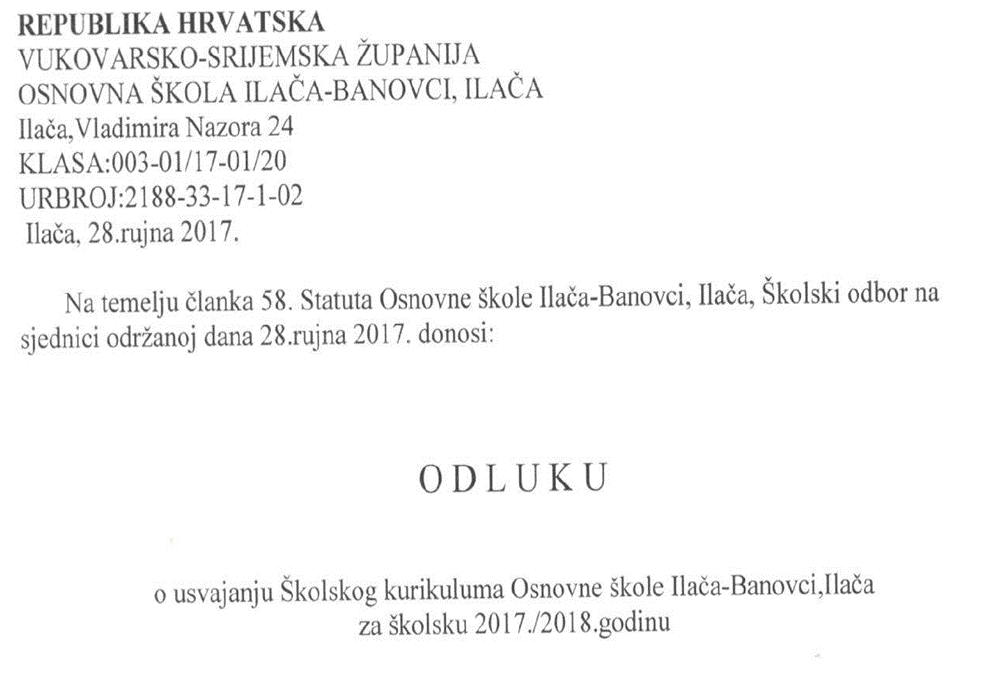 REPUBLIKA HRVATSKA
VUKOVARSKO-SRIJEMSKA ŽUPANIJA
OSNOVNA ŠKOLA ILAČA-BANOVCI, ILAČA
Ilača,Vladimira Nazora 24
KLASA:003-01/17-01/20
URBROJ:2188-33-17-1-02
Ilača, 28.rujna 2017.
Na temelju članka 58. Statuta Osnovne škole Ilača-Banovci, Ilača, Školski odbor na
sjednici održanoj dana 28.rujna 2017. donosi:
O D L U K U
o usvajanju Školskog kurikuluma Osnovne škole Ilača-Banovci,Ilača
za školsku 2017./2018.godinu